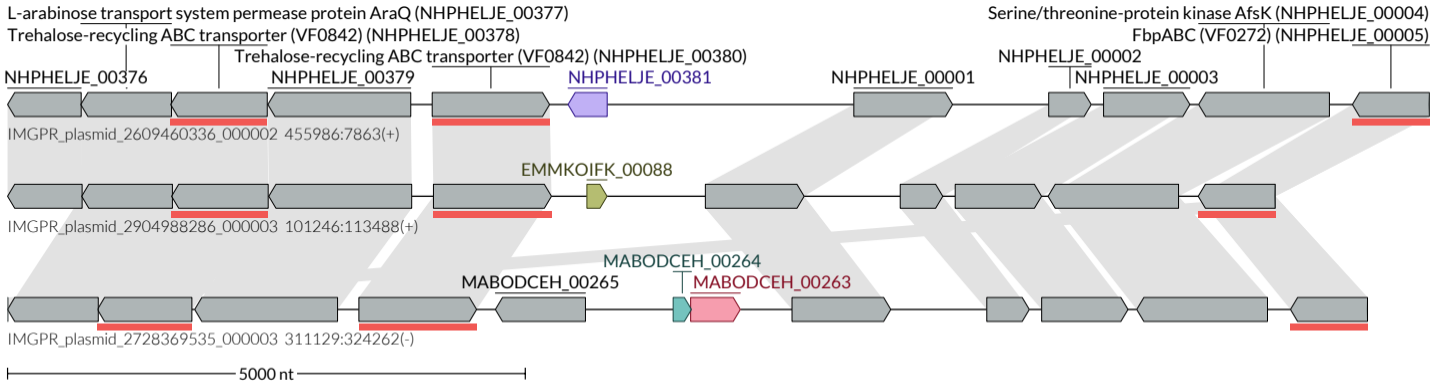 L-arabinose transport system permease protein AraQ (NHPHELJE_00377)
Serine/threonine-protein kinase AfsK (NHPHELJE_00004)
Trehalose-recycling ABC transporter (VF0842) (NHPHELJE_00378)
FbpABC (VF0272) (NHPHELJE_00005)
Trehalose-recycling ABC transporter (VF0842) (NHPHELJE_00380)
NHPHELJE_00002
NHPHELJE_00376
NHPHELJE_00379
NHPHELJE_00381
NHPHELJE_00001
NHPHELJE_00003
IMGPR_plasmid_2609460336_000002 455986:7863(+)
EMMKOIFK_00088
IMGPR_plasmid_2904988286_000003 101246:113488(+)
MABODCEH_00264
MABODCEH_00265
MABODCEH_00263
IMGPR_plasmid_2728369535_000003 311129:324262(-)
5000 nt